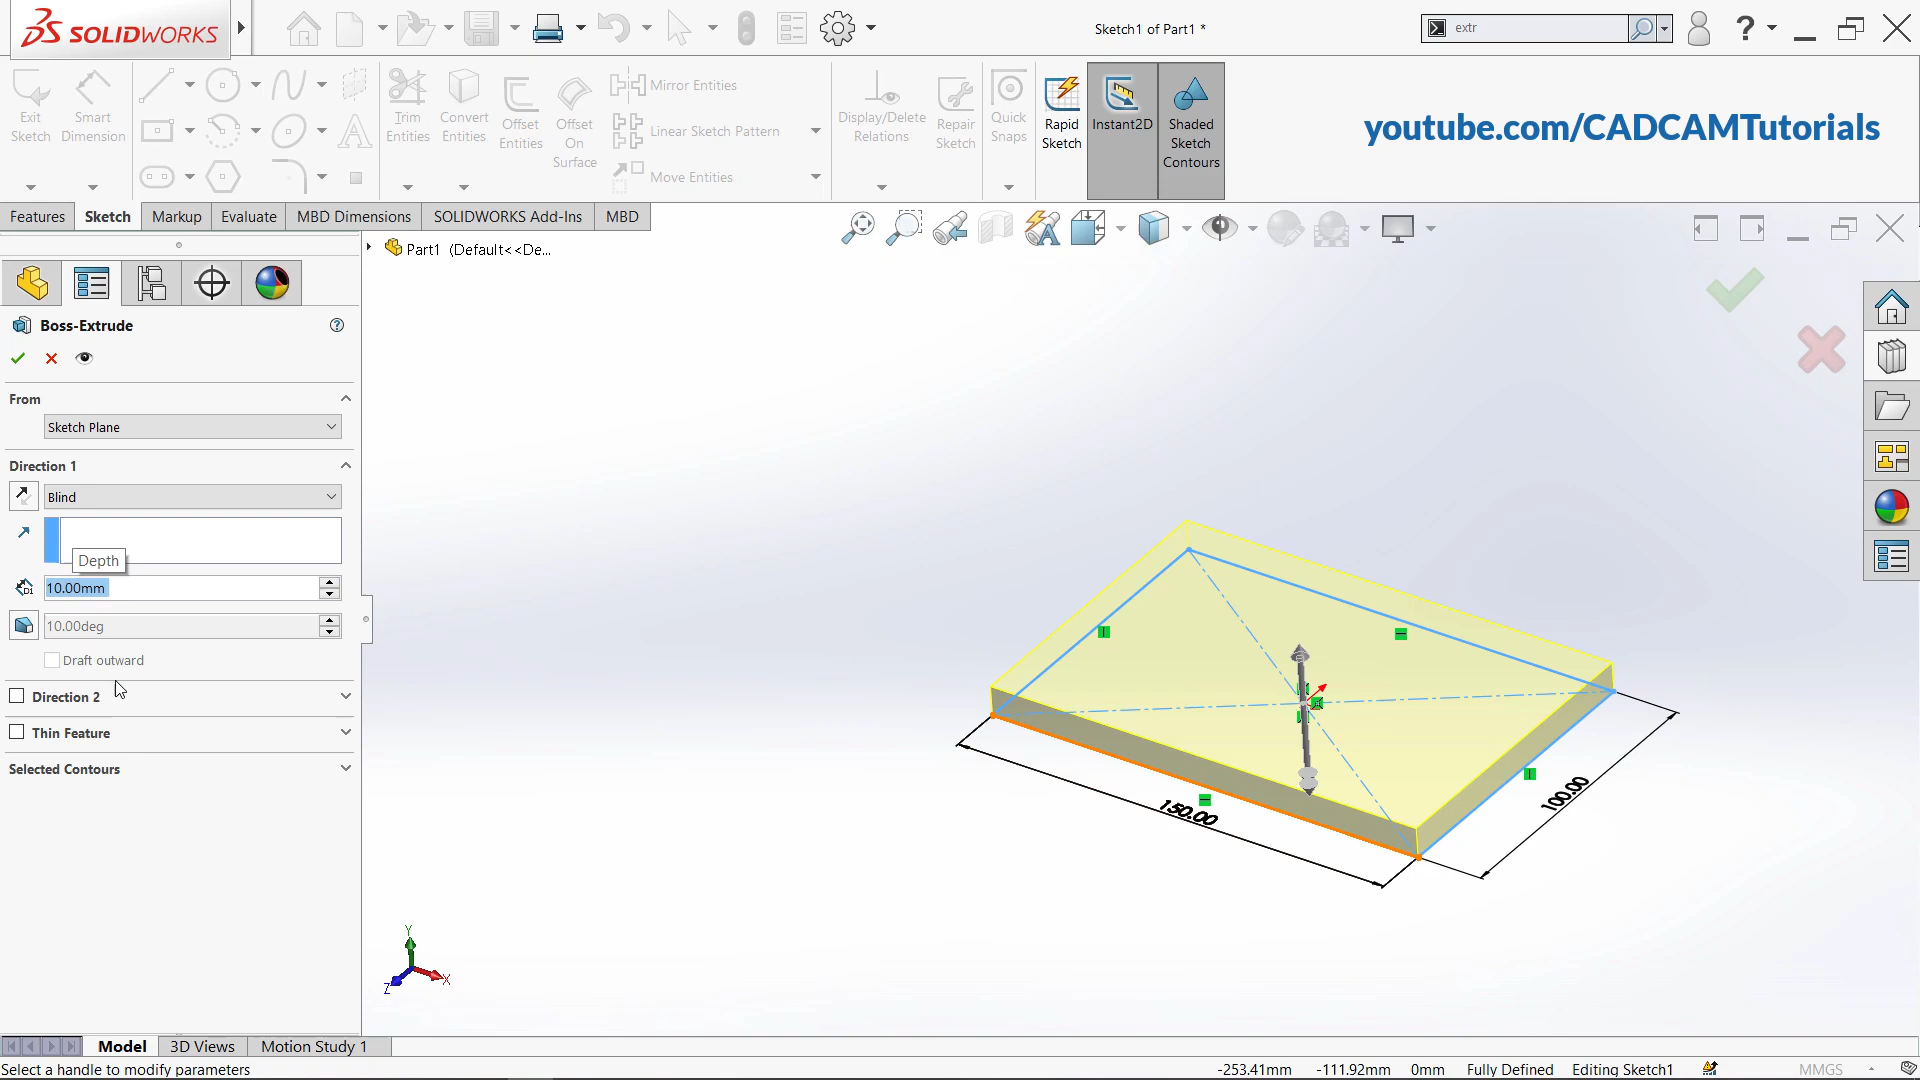 SOLIDWORKS
Sketch1 of Part1 *
extr
?
Exit Sketch
Smart Dimension
Trim Entities
Convert Entities
Offset Entities
Offset On Surface
Mirror Entities
Linear Sketch Pattern
Move Entities
Display/Delete Relations
Repair Sketch
Quick Snaps
Rapid Sketch
Instant2D
Shaded Sketch Contours
youtube.com/CADCAMTutorials
Features
Sketch
Markup
Evaluate
MBD Dimensions
SOLIDWORKS Add-Ins
MBD
Part1 (Default<<De...
Boss-Extrude
?
From
Sketch Plane
Direction 1
Blind
Depth
D1
10.00mm
10.00deg
Draft outward
Direction 2
Thin Feature
Selected Contours
150.00
100.00
Y
X
Z
Model
3D Views
Motion Study 1
Select a handle to modify parameters
-253.41mm
-111.92mm
0mm
Fully Defined
Editing Sketch1
MMGS